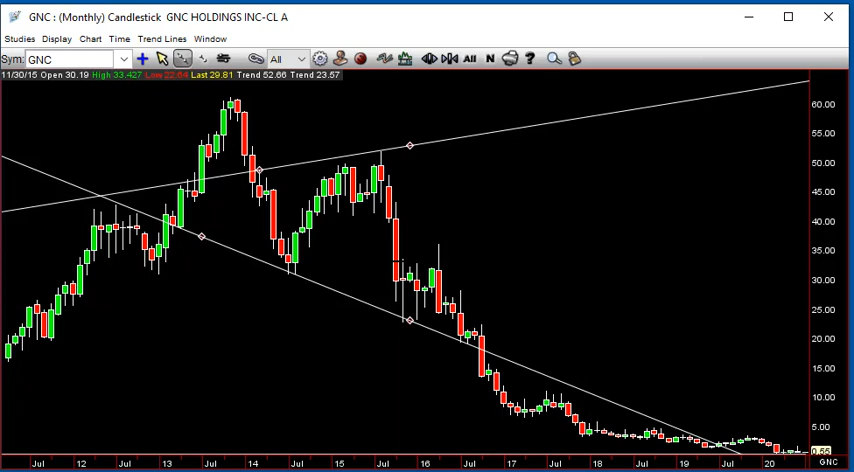 GNC : (Monthly) Candlestick  GNC HOLDINGS INC-CL A
Studies Display Chart Time Trend Lines Window
Sym: GNC All All N ?
11/30/15 Open 30.19 High 33.427 Low 22.64 Last 29.81 Trend 52.66 Trend 23.57
60.00
55.00
50.00
45.00
40.00
35.00
30.00
25.00
20.00
15.00
10.00
5.00
0.55
Jul 12 Jul 13 Jul 14 Jul 15 Jul 16 Jul 17 Jul 18 Jul 19 Jul 20 GNC